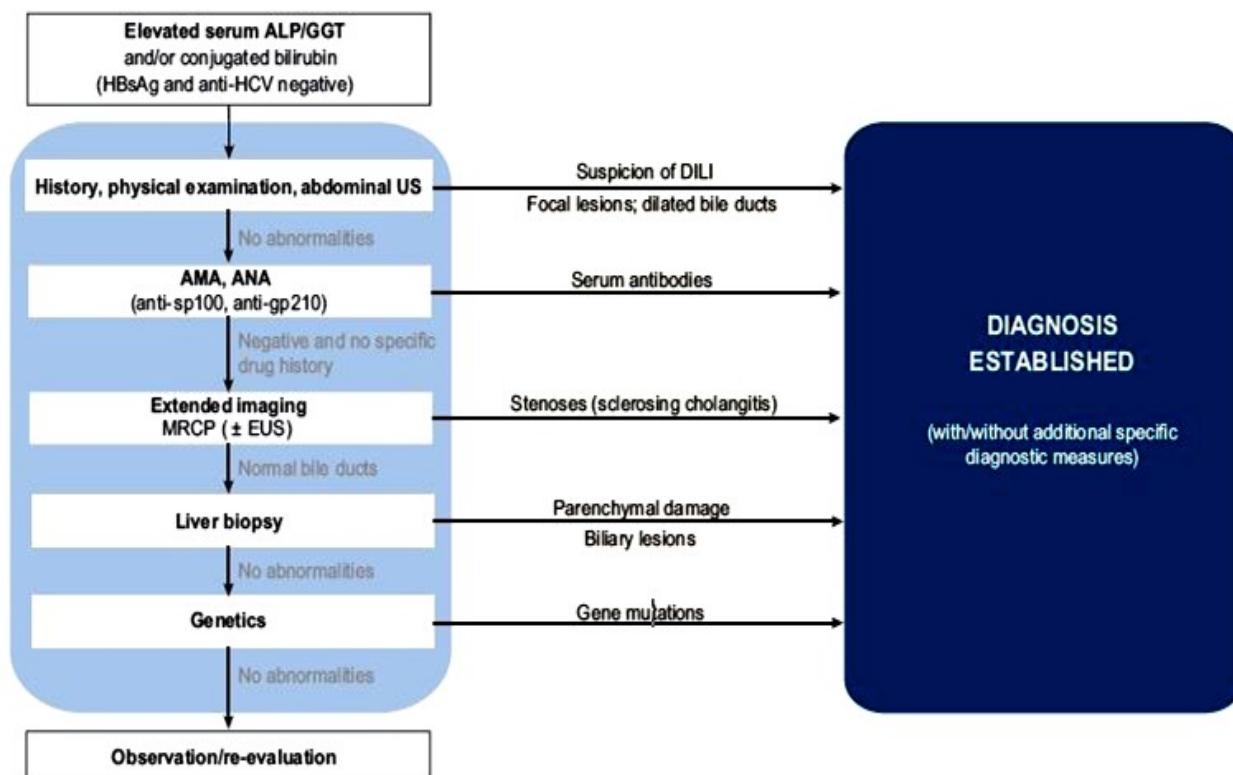 Elevated serum ALP/GGT
and/or conjugated bilirubin
(HBsAg and anti-HCV negative)
History, physical examination, abdominal US
Suspicion of DILI
Focal lesions; dilated bile ducts
No abnormalities
AMA, ANA
(anti-sp100, anti-gp210)
Serum antibodies
Negative and no specific
drug history
Extended imaging
MRCP ( ± EUS)
Stenoses (sclerosing cholangitis)
Normal bile ducts
Liver biopsy
Parenchymal damage
Biliary lesions
No abnormalities
Genetics
Gene mutations
No abnormalities
Observation/re-evaluation
DIAGNOSIS
ESTABLISHED
(with/without additional specific
diagnostic measures)